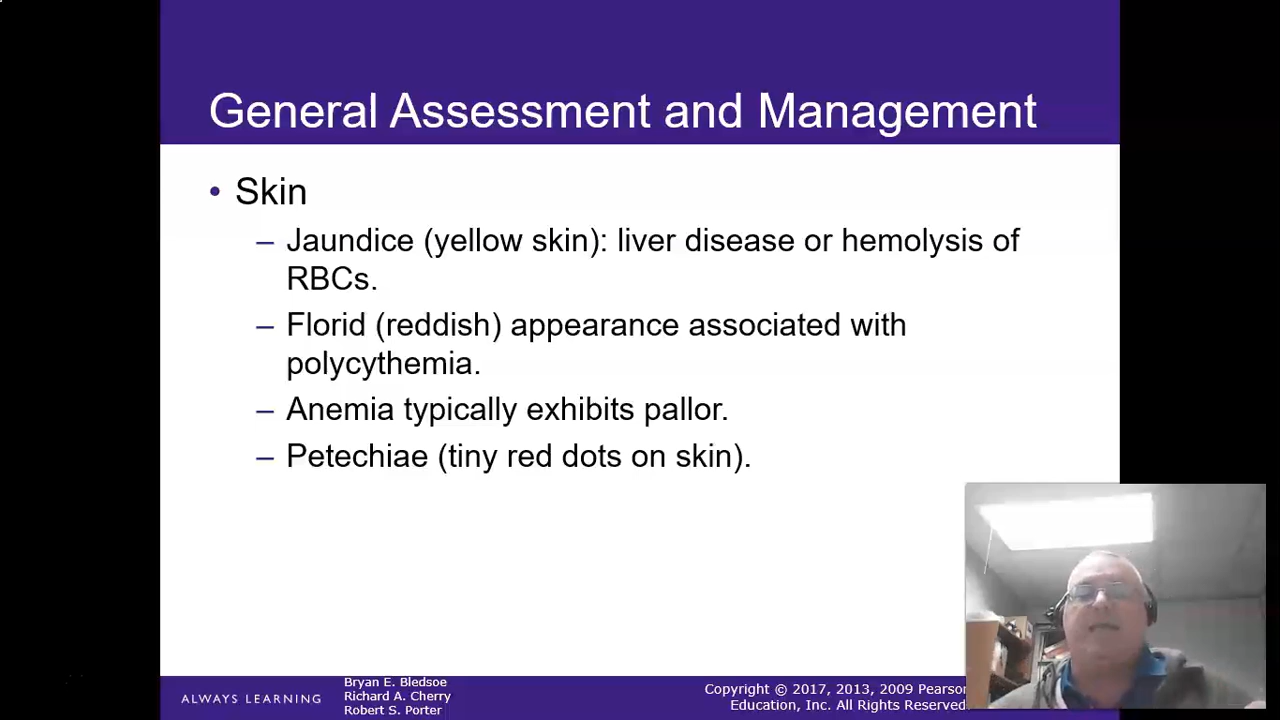 General Assessment and Management
• Skin
– Jaundice (yellow skin): liver disease or hemolysis of
RBCs.
– Florid (reddish) appearance associated with
polycythemia.
– Anemia typically exhibits pallor.
– Petechiae (tiny red dots on skin).
ALWAYS LEARNING
Bryan E. Bledsoe
Richard A. Cherry
Robert S. Porter
Copyright © 2017, 2013, 2009 Pearson
Education, Inc. All Rights Reserved.